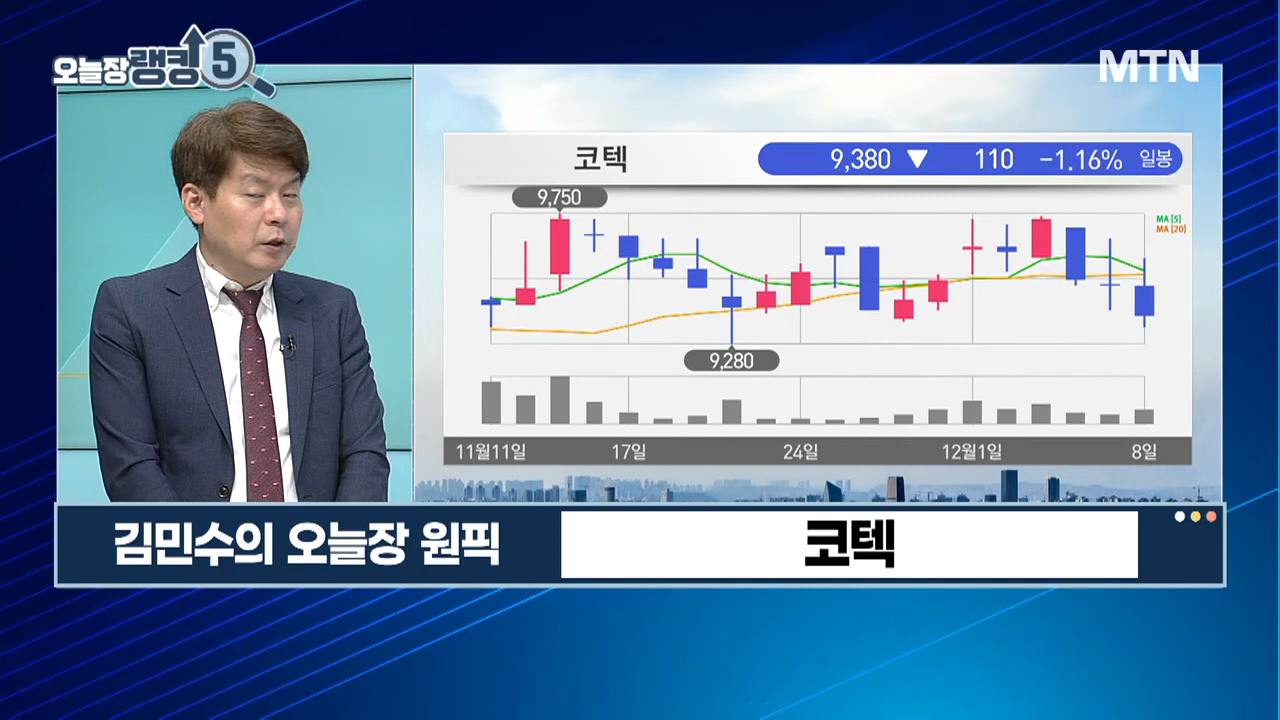 오늘장랭킹5
MTN
코텍
9,380 ▼ 110 -1.16% 일봉
9,750
MA [5]
MA [20]
9,280
11월11일 17일 24일 12월1일 8일
김민수의 오늘장 원픽
코텍